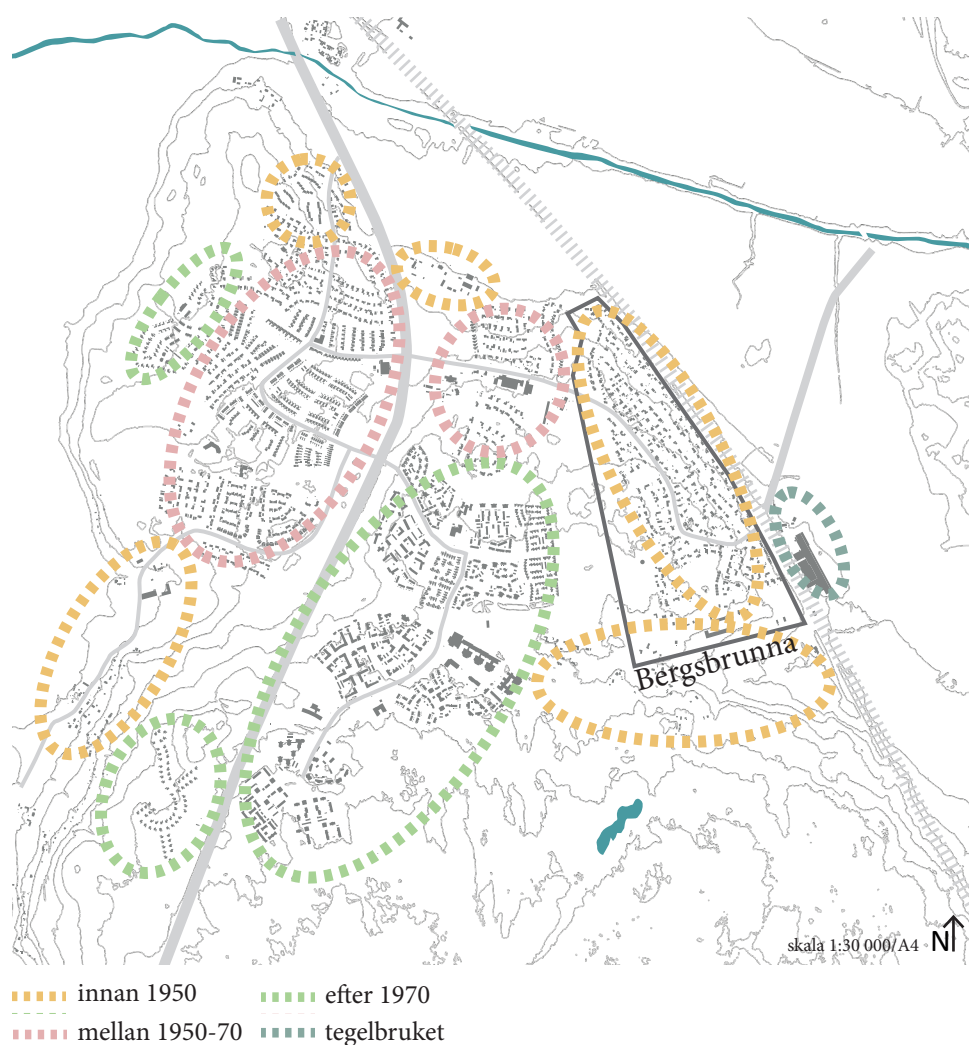 Bergsbrunna
skala 1:30 000/A4 N
innan 1950
efter 1970
mellan 1950-70
tegelbruket